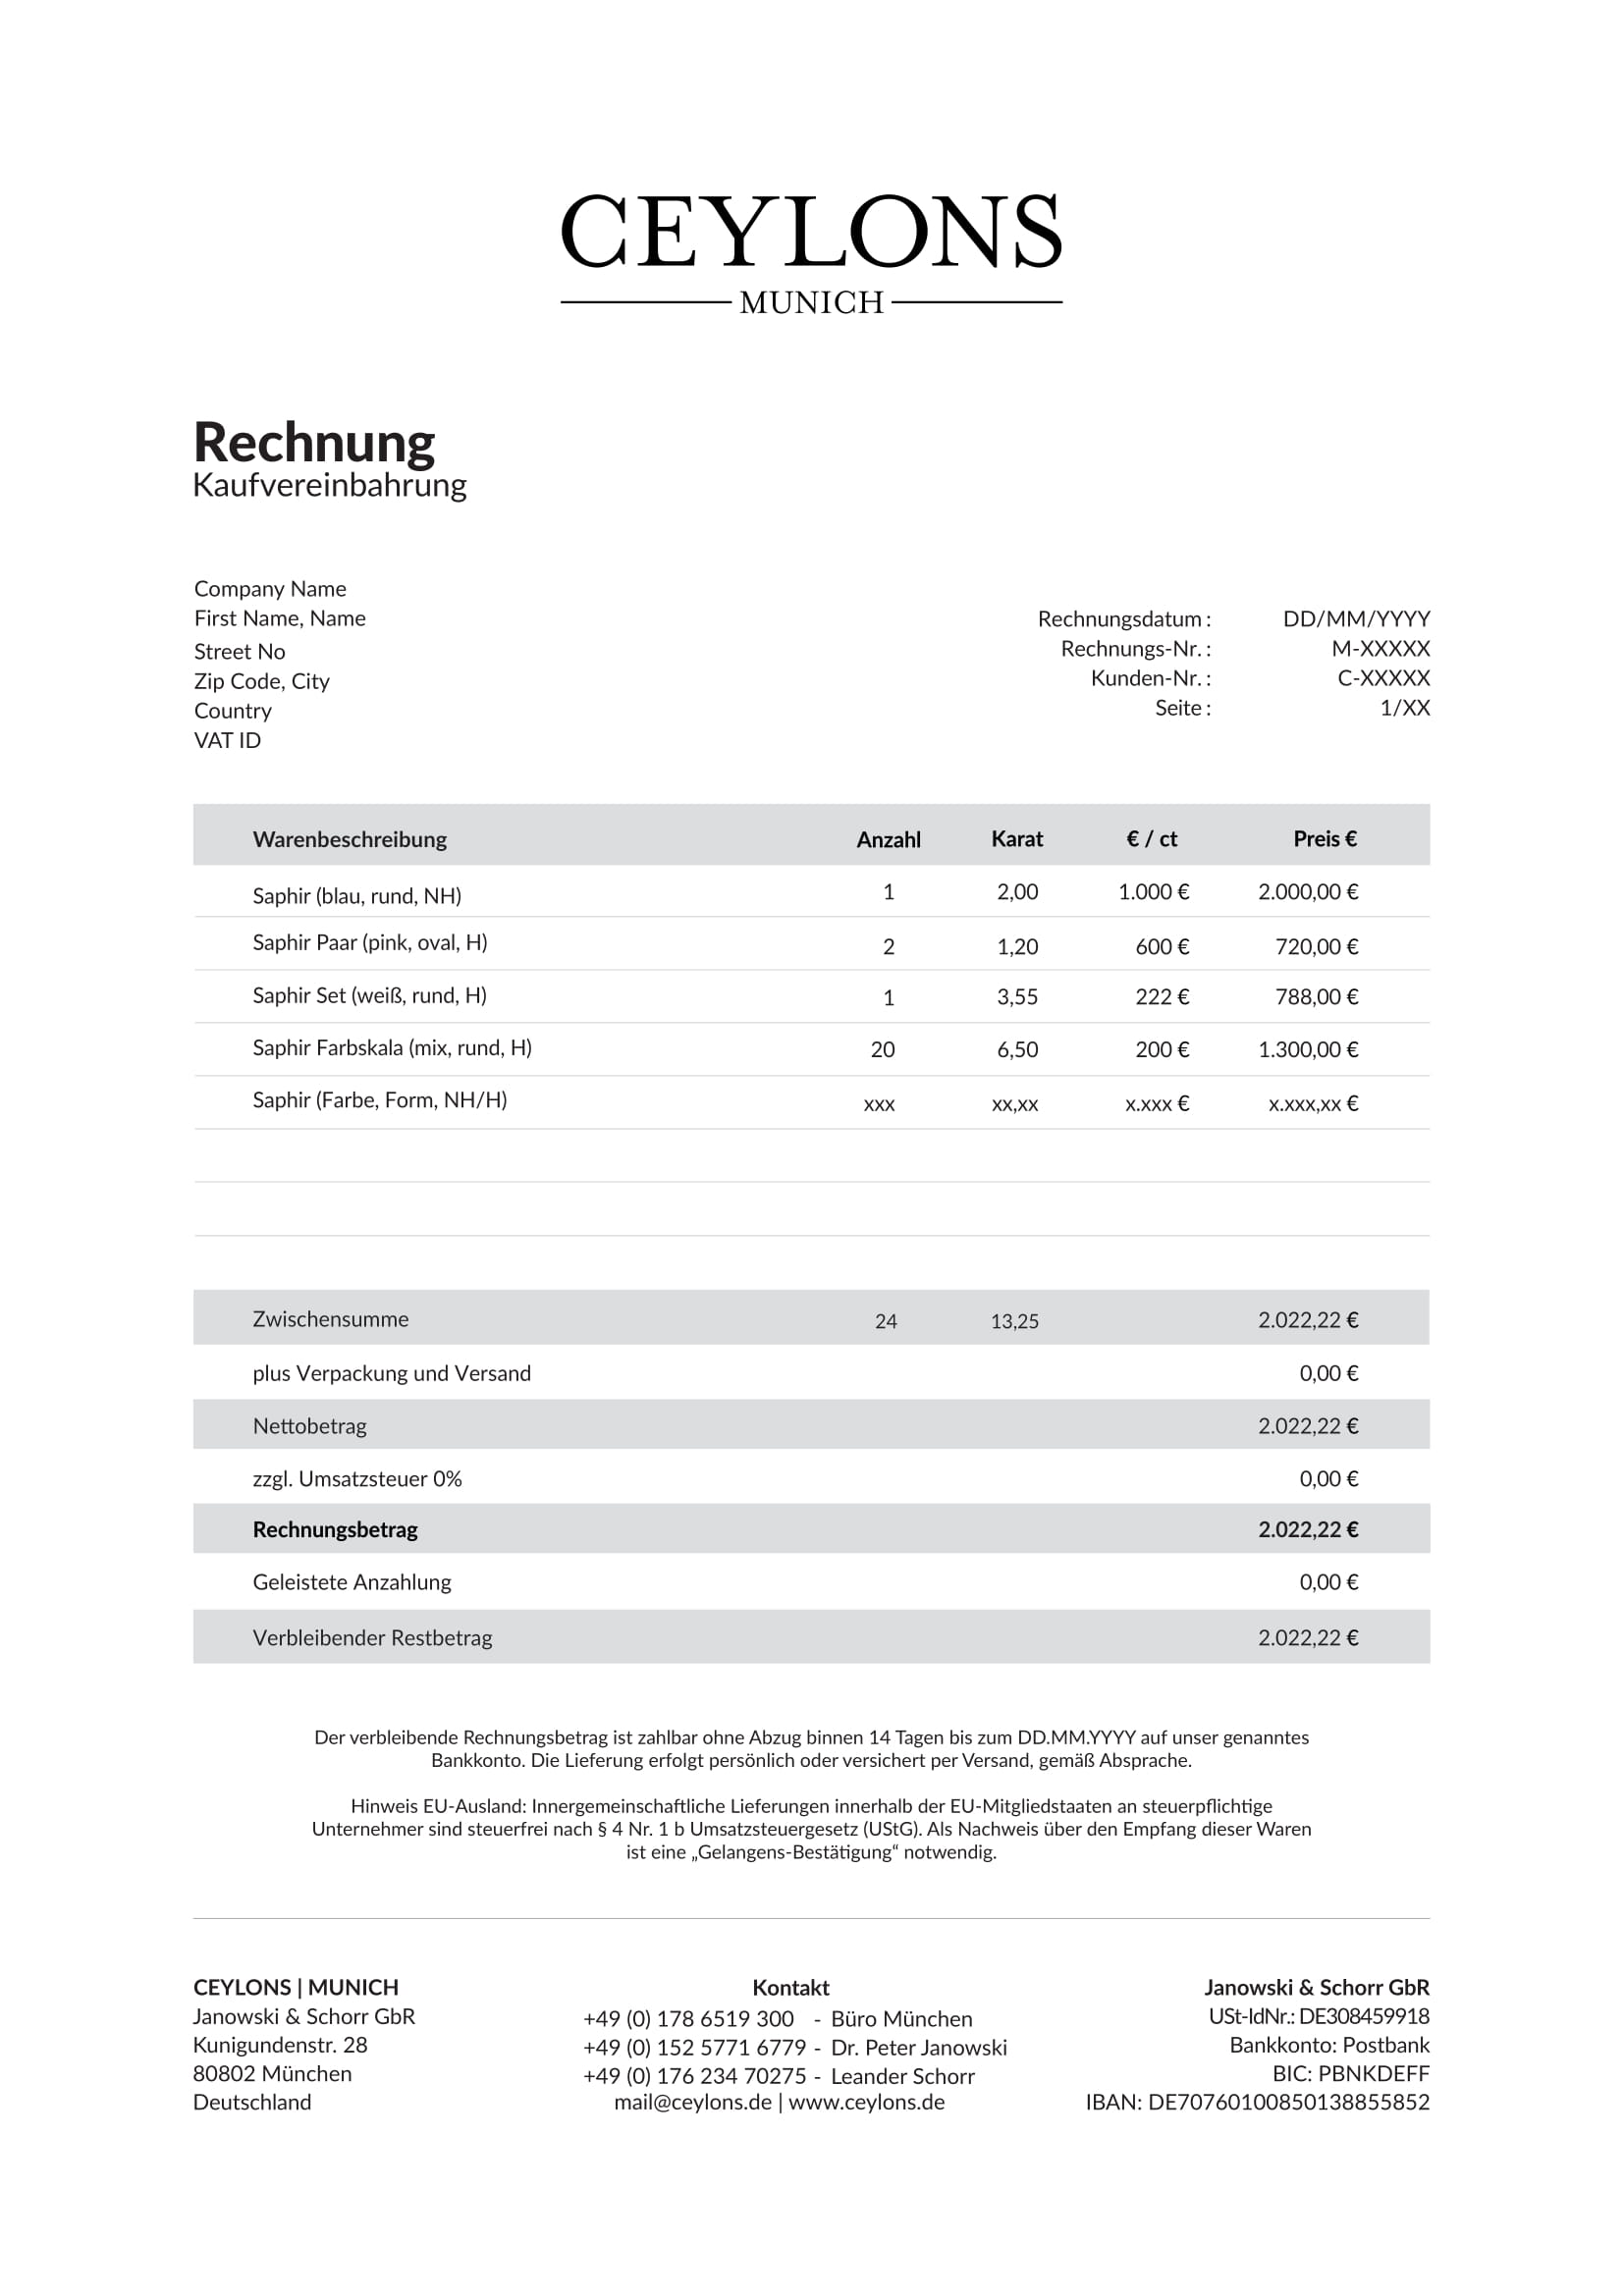 CEYLONS
MUNICH
Rechnung
Kaufvereinbahrung
Company Name
First Name, Name
Street No
Zip Code, City
Country
VAT ID
Rechnungsdatum : DD/MM/YYYY
Rechnungs-Nr. : M-XXXXX
Kunden-Nr. : C-XXXXX
Seite : 1/XX
Warenbeschreibung Anzahl Karat € / ct Preis €
Saphir (blau, rund, NH) 1 2,00 1.000 € 2.000,00 €
Saphir Paar (pink, oval, H) 2 1,20 600 € 720,00 €
Saphir Set (weiß, rund, H) 1 3,55 222 € 788,00 €
Saphir Farbskala (mix, rund, H) 20 6,50 200 € 1.300,00 €
Saphir (Farbe, Form, NH/H) xxx xx,xx x.xxx € x.xxx,xx €
Zwischensumme 24 13,25 2.022,22 €
plus Verpackung und Versand 0,00 €
Nettobetrag 2.022,22 €
zzgl. Umsatzsteuer 0% 0,00 €
Rechnungsbetrag 2.022,22 €
Geleistete Anzahlung 0,00 €
Verbleibender Restbetrag 2.022,22 €
Der verbleibende Rechnungsbetrag ist zahlbar ohne Abzug binnen 14 Tagen bis zum DD.MM.YYYY auf unser genanntes
Bankkonto. Die Lieferung erfolgt persönlich oder versichert per Versand, gemäß Absprache.
Hinweis EU-Ausland: Innergemeinschaftliche Lieferungen innerhalb der EU-Mitgliedstaaten an steuerpflichtige
Unternehmer sind steuerfrei nach § 4 Nr. 1 b Umsatzsteuergesetz (UStG). Als Nachweis über den Empfang dieser Waren
ist eine „Gelangens-Bestätigung“ notwendig.
CEYLONS | MUNICH
Janowski & Schorr GbR
Kunigundenstr. 28
80802 München
Deutschland
Kontakt
+49 (0) 178 6519 300 - Büro München
+49 (0) 152 5771 6779 - Dr. Peter Janowski
+49 (0) 176 234 70275 - Leander Schorr
mail@ceylons.de | www.ceylons.de
Janowski & Schorr GbR
USt-IdNr.: DE308459918
Bankkonto: Postbank
BIC: PBNKDEFF
IBAN: DE70760100850138855852